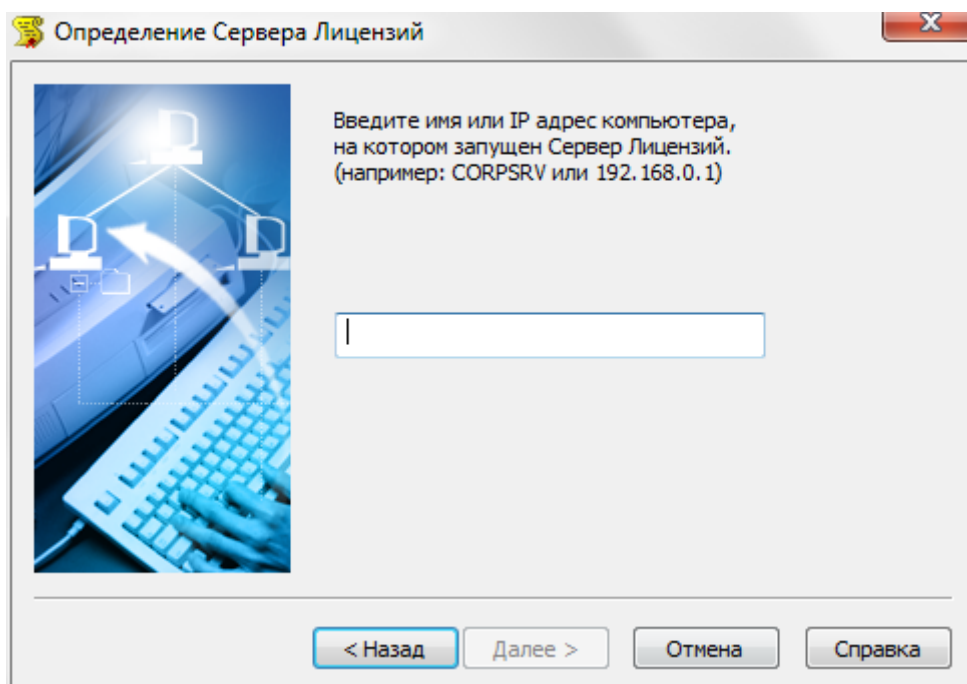 Определение Сервера Лицензий
Введите имя или IP адрес компьютера,
на котором запущен Сервер Лицензий.
(например: CORPSRV или 192.168.0.1)
< Назад
Далее >
Отмена
Справка